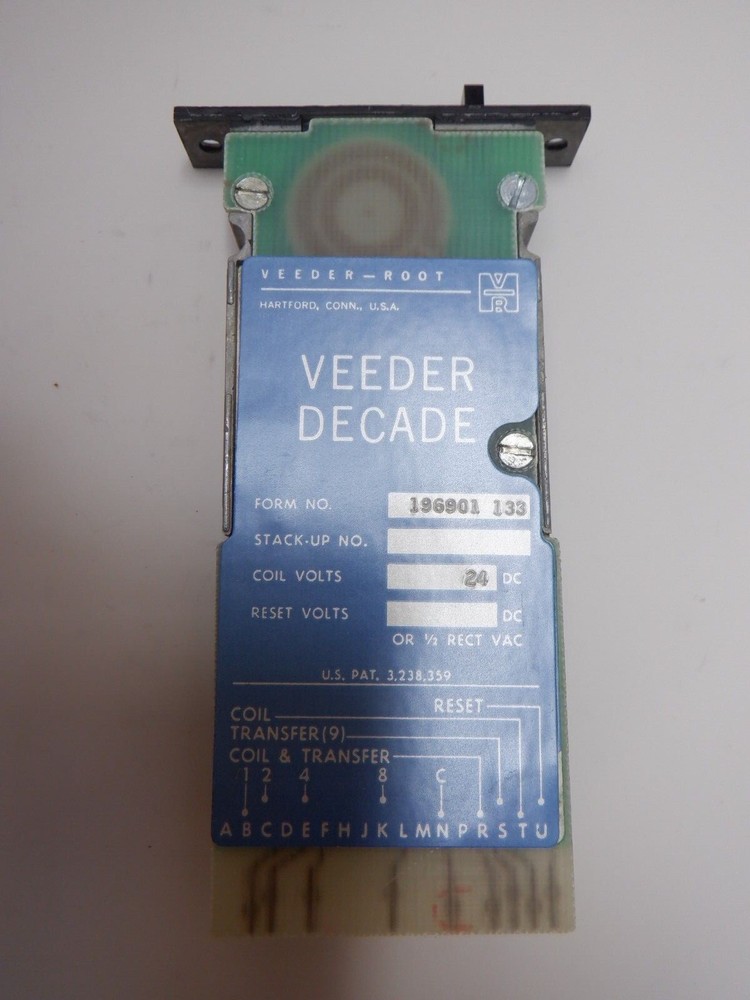 VEEDER—ROOT
VR
HARTFORD, CONN., U.S.A.
VEEDER
DECADE
FORM NO. 196901 133
STACK-UP NO.
COIL VOLTS 24 DC
RESET VOLTS DC
OR ½ RECT VAC
U.S. PAT. 3,238,359
RESET
COIL
TRANSFER(9)
COIL & TRANSFER
1 2 4 8 C
A B C D E F H J K L M N P R S T U